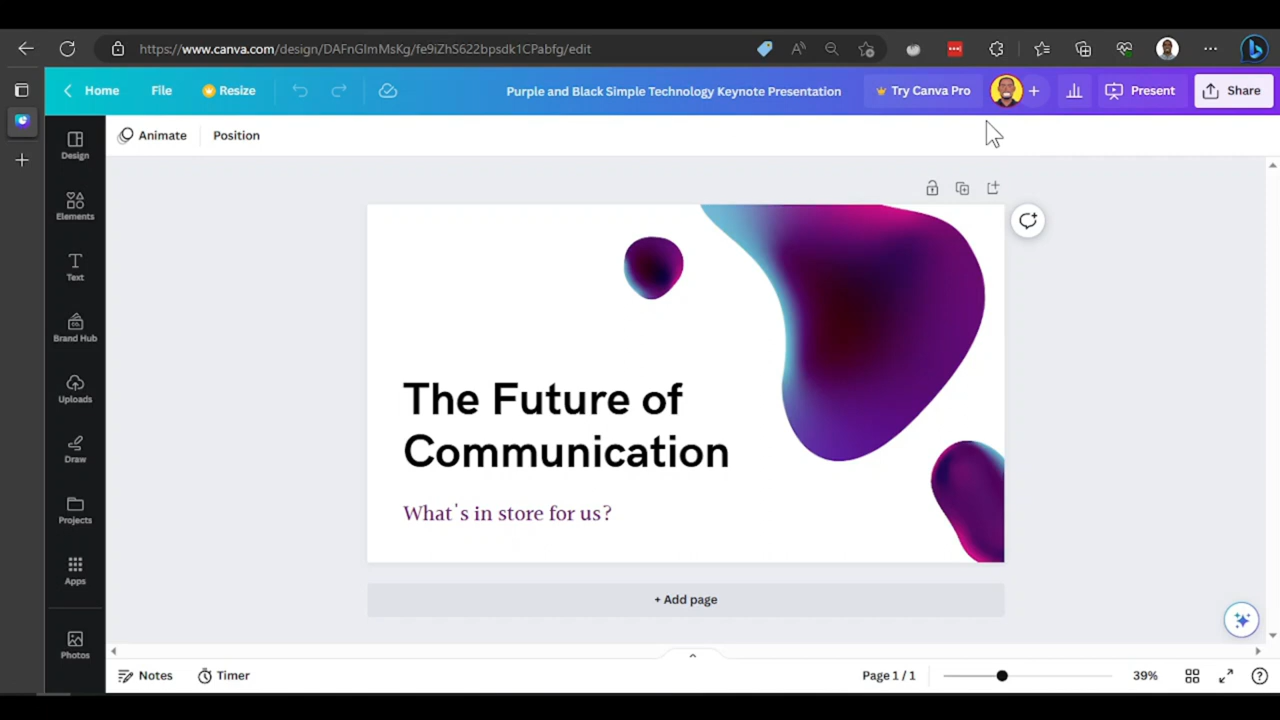 https://www.canva.com/design/DAFnGlmMsKg/fe9iZhS622bpsdk1CPabfg/edit
Home File Resize Purple and Black Simple Technology Keynote Presentation Try Canva Pro + Present Share
Animate Position
Design
Elements
Text
Brand Hub
Uploads
Draw
Projects
Apps
Photos
The Future of
Communication
What's in store for us?
+ Add page
Notes Timer Page 1 / 1 39%